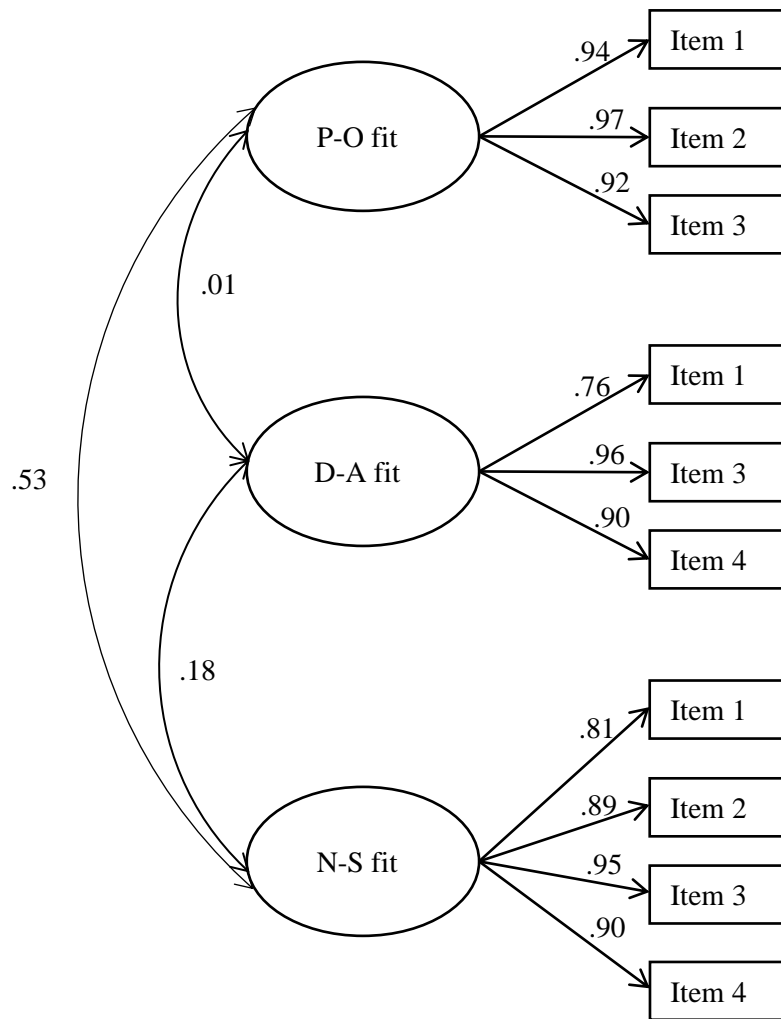 Item 1
.94
P-O fit
.97
Item 2
.92
Item 3
.01
Item 1
.76
.53
D-A fit
.96
Item 3
.90
Item 4
.18
Item 1
.81
.89
Item 2
N-S fit
.95
Item 3
.90
Item 4